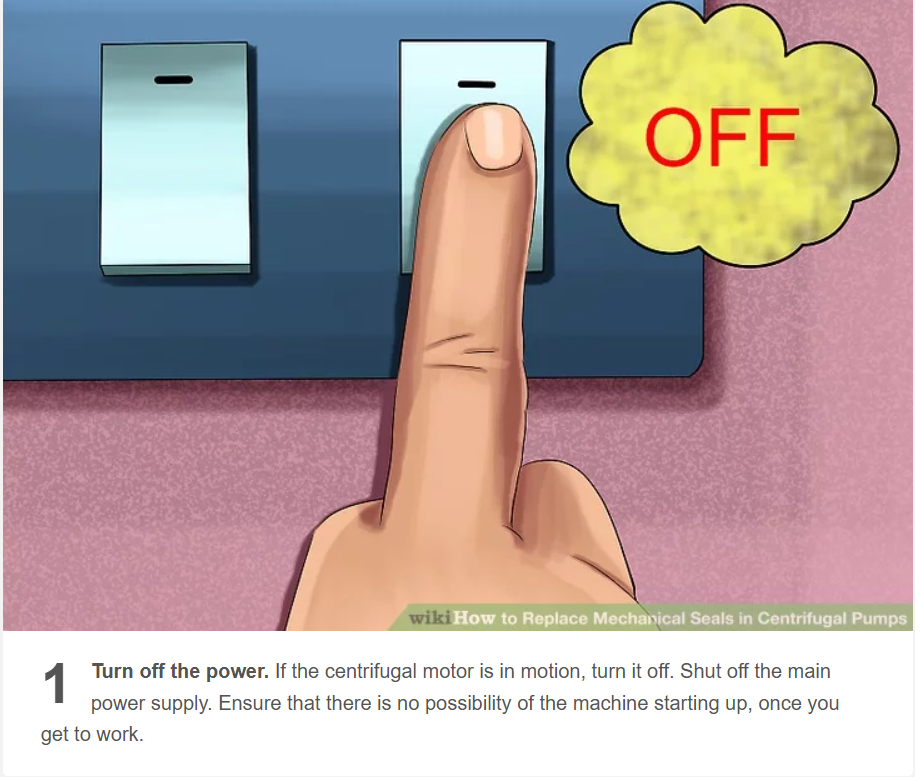 OFF
wikiHow to Replace Mechanical Seals in Centrifugal Pumps
1 Turn off the power. If the centrifugal motor is in motion, turn it off. Shut off the main
power supply. Ensure that there is no possibility of the machine starting up, once you
get to work.